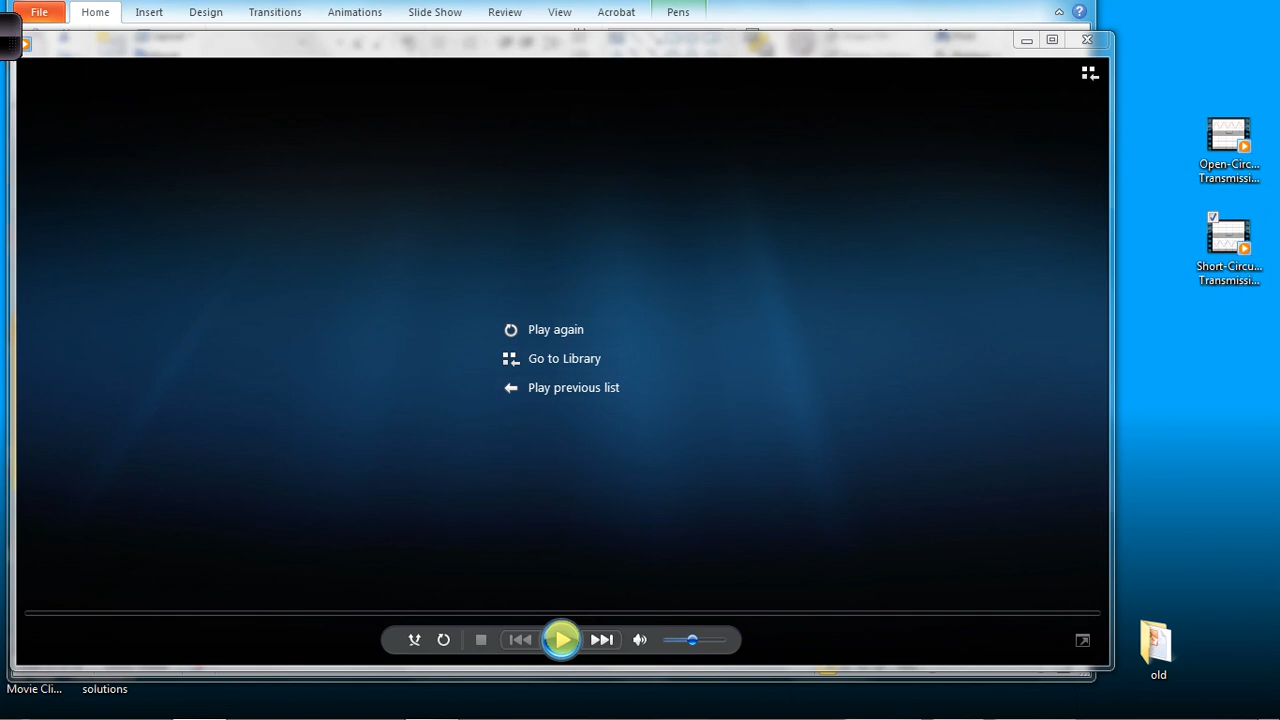 File Home Insert Design Transitions Animations Slide Show Review View Acrobat Pens
Open-Circ...
Transmissi...
Short-Circu...
Transmissi...
Play again
Go to Library
Play previous list
old
Movie Cli... solutions